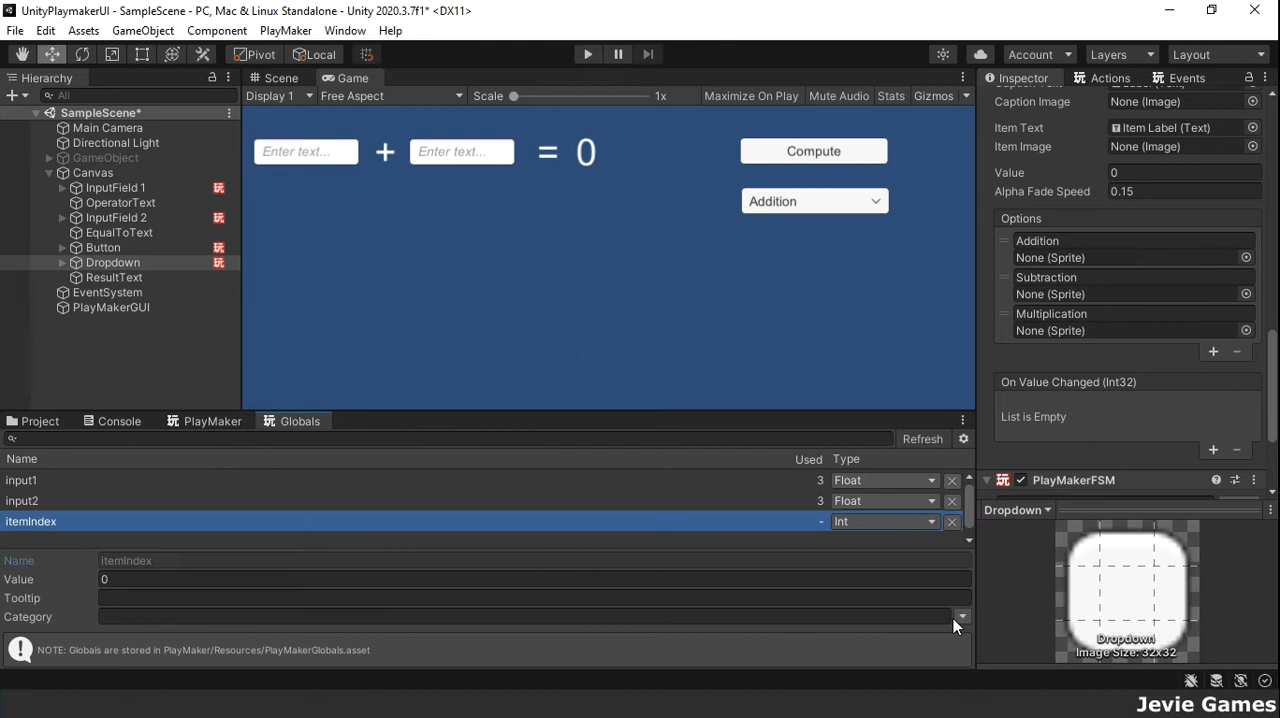 UnityPlaymakerUI - SampleScene - PC, Mac & Linux Standalone - Unity 2020.3.7f1* <DX11>
File Edit Assets GameObject Component PlayMaker Window Help
Pivot Local Account Layers Layout
Hierarchy Scene Game Inspector Actions Events
All Display 1 Free Aspect Scale 1x Maximize On Play Mute Audio Stats Gizmos
SampleScene*
Main Camera
Directional Light
GameObject
Canvas
InputField 1
OperatorText
InputField 2
EqualToText
Button
Dropdown
ResultText
EventSystem
PlayMakerGUI
Enter text... + Enter text... = 0 Compute
Addition
Caption Image None (Image)
Item Text Item Label (Text)
Item Image None (Image)
Value 0
Alpha Fade Speed 0.15
Options
Addition
None (Sprite)
Subtraction
None (Sprite)
Multiplication
None (Sprite)
+ -
On Value Changed (Int32)
List is Empty
+ -
PlayMakerFSM
Dropdown
Dropdown
Image Size: 32x32
Project Console PlayMaker Globals
Refresh
Name Used Type
input1 3 Float
input2 3 Float
itemIndex - Int
Name itemIndex
Value 0
Tooltip
Category
NOTE: Globals are stored in PlayMaker/Resources/PlayMakerGlobals.asset
Jevie Games